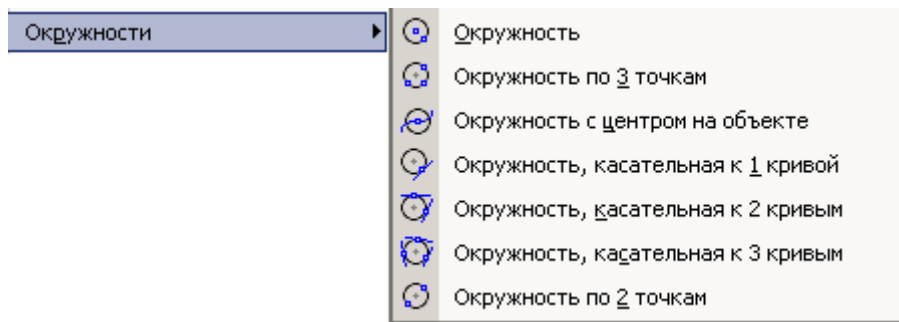 Окружности
Окружность
Окружность по 3 точкам
Окружность с центром на объекте
Окружность, касательная к 1 кривой
Окружность, касательная к 2 кривым
Окружность, касательная к 3 кривым
Окружность по 2 точкам